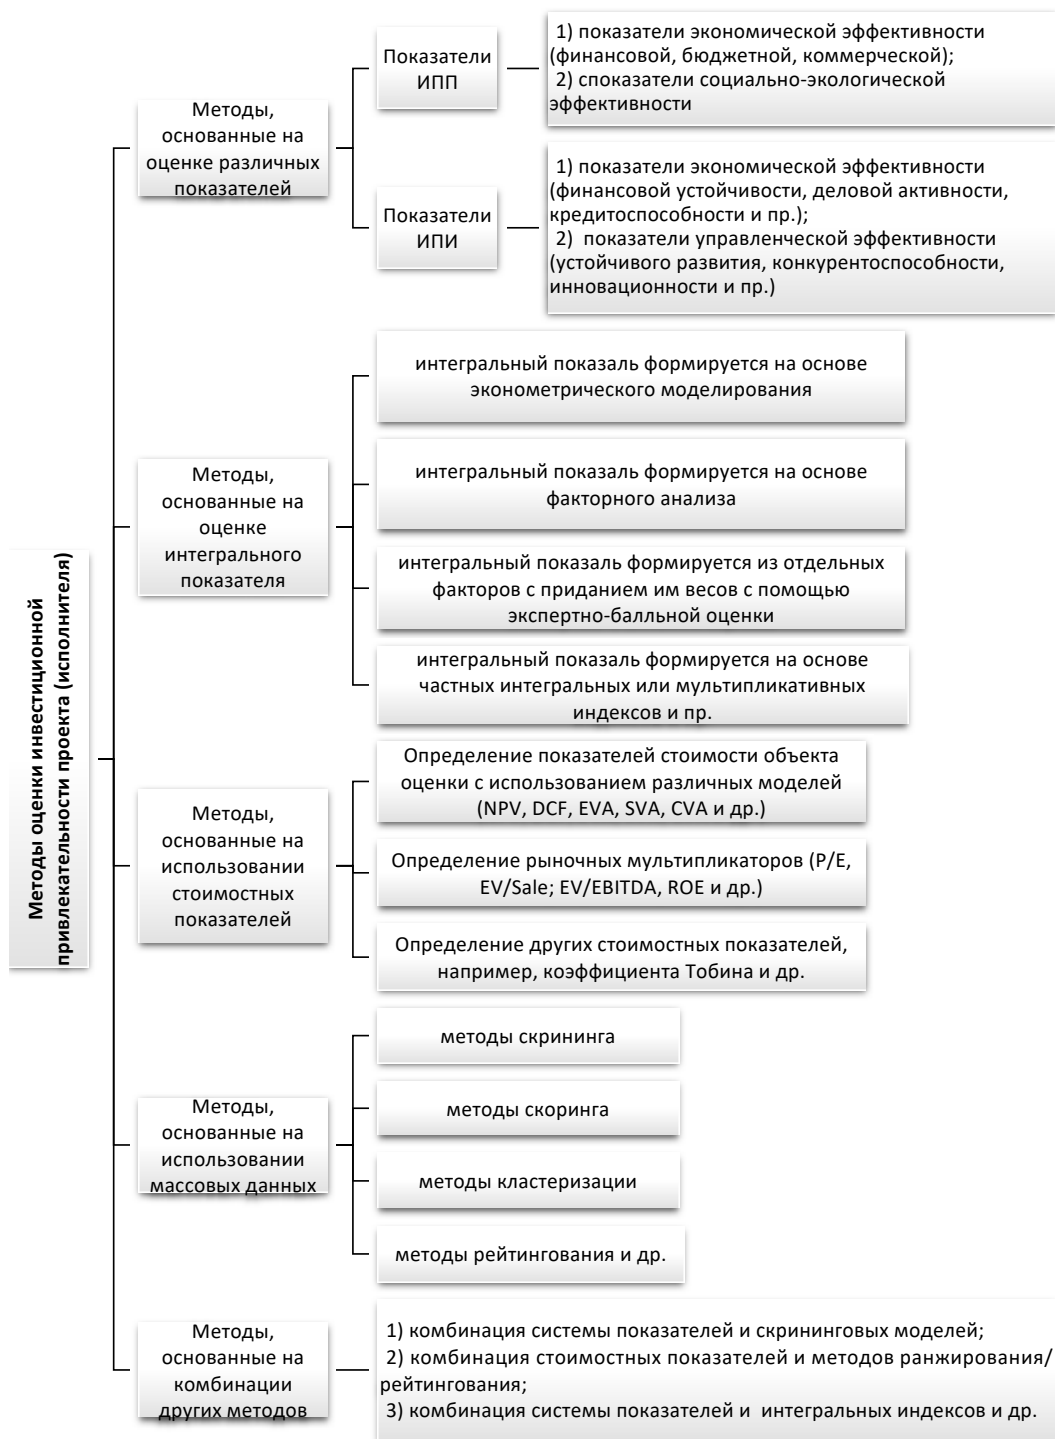 Методы оценки инвестиционной
привлекательности проекта (исполнителя)
Методы,
основанные на
оценке различных
показателей
Показатели
ИПП
1) показатели экономической эффективности
(финансовой, бюджетной, коммерческой);
2) споказатели социально-экологической
эффективности
Показатели
ИПИ
1) показатели экономической эффективности
(финансовой устойчивости, деловой активности,
кредитоспособности и пр.);
2) показатели управленческой эффективности
(устойчивого развития, конкурентоспособности,
инновационности и пр.)
Методы,
основанные на
оценке
интегрального
показателя
интегральный показаль формируется на основе
эконометрического моделирования
интегральный показаль формируется на основе
факторного анализа
интегральный показаль формируется из отдельных
факторов с приданием им весов с помощью
экспертно-балльной оценки
интегральный показаль формируется на основе
частных интегральных или мультипликативных
индексов и пр.
Методы,
основанные на
использовании
стоимостных
показателей
Определение показателей стоимости объекта
оценки с использованием различных моделей
(NPV, DCF, EVA, SVA, CVA и др.)
Определение рыночных мультипликаторов (P/E,
EV/Sale; EV/EBITDA, ROE и др.)
Определение других стоимостных показателей,
например, коэффициента Тобина и др.
Методы,
основанные на
использовании
массовых данных
методы скрининга
методы скоринга
методы кластеризации
методы рейтингования и др.
Методы,
основанные на
комбинации
других методов
1) комбинация системы показателей и скрининговых моделей;
2) комбинация стоимостных показателей и методов ранжирования/
рейтингования;
3) комбинация системы показателей и интегральных индексов и др.